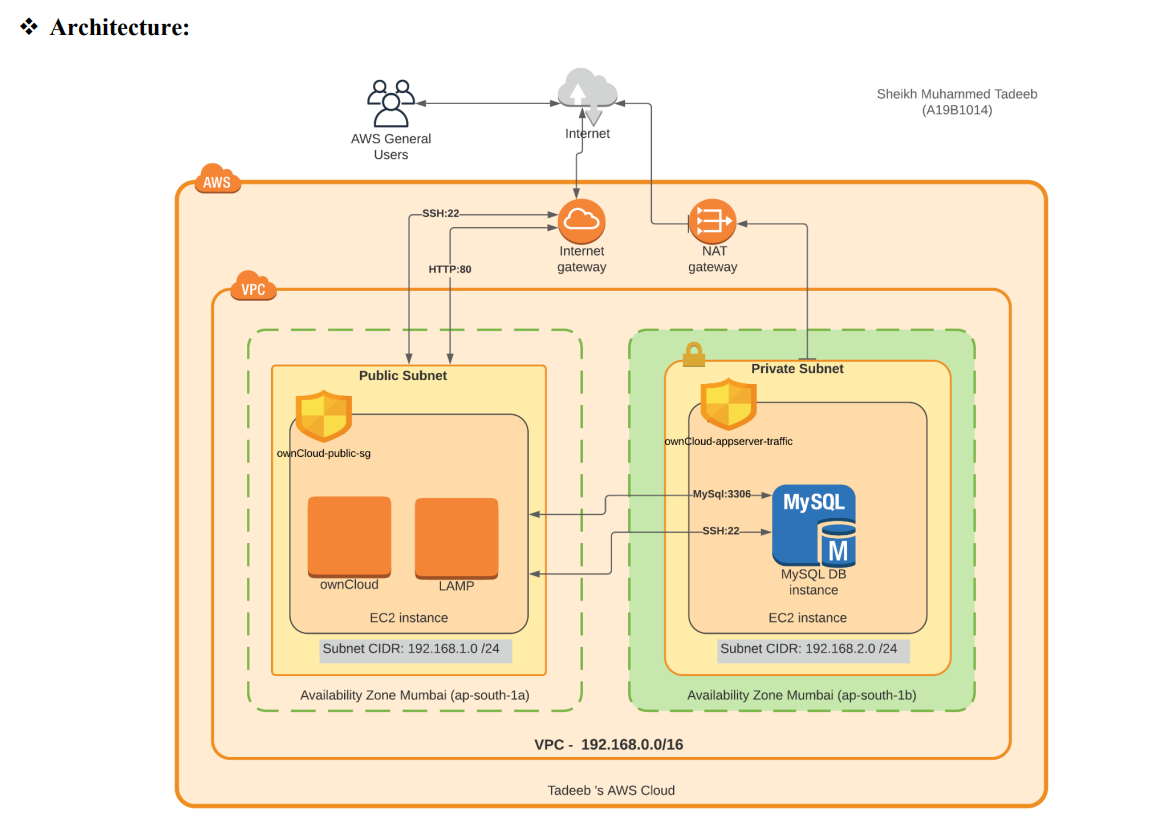 ❖ Architecture:
Sheikh Muhammed Tadeeb
(A19B1014)
AWS General
Users
Internet
AWS
SSH:22
HTTP:80
Internet
gateway
NAT
gateway
VPC
Public Subnet
ownCloud-public-sg
ownCloud
LAMP
EC2 instance
Subnet CIDR: 192.168.1.0 /24
Availability Zone Mumbai (ap-south-1a)
Private Subnet
ownCloud-appserver-traffic
MySql:3306
SSH:22
MySQL
M
MySQL DB
instance
EC2 instance
Subnet CIDR: 192.168.2.0 /24
Availability Zone Mumbai (ap-south-1b)
VPC - 192.168.0.0/16
Tadeeb 's AWS Cloud